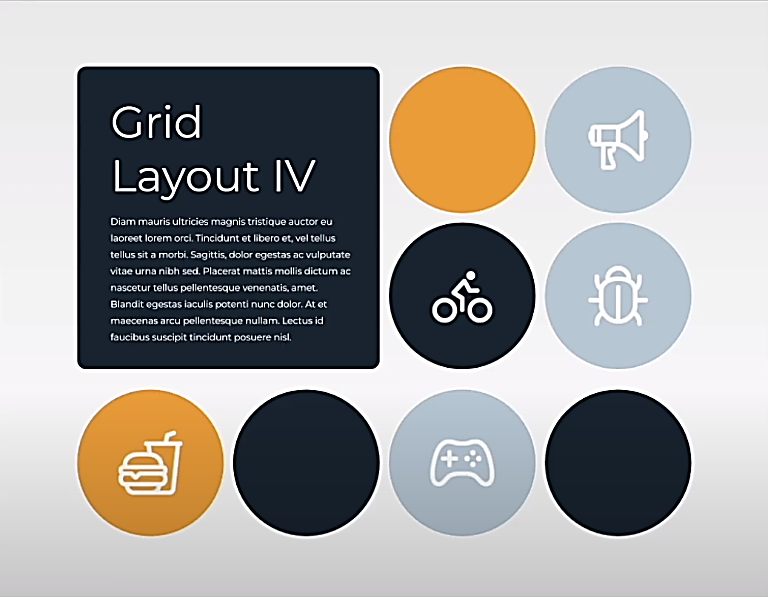 Grid
Layout IV
Diam mauris ultricies magnis tristique auctor eu
laoreet lorem orci. Tincidunt et libero et, vel tellus
tellus sit a morbi. Sagittis, dolor egestas ac vulputate
vitae urna nibh sed. Placerat mattis mollis dictum ac
nascetur tellus pellentesque venenatis, amet.
Blandit egestas iaculis potenti nunc dolor. At et
maecenas arcu pellentesque nullam. Lectus id
faucibus suscipit tincidunt posuere nisl.